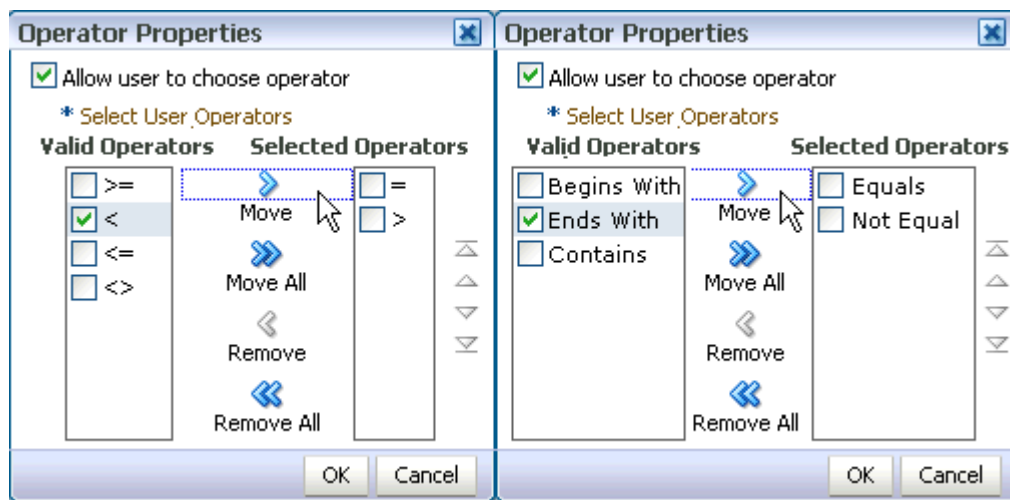 Operator Properties
Allow user to choose operator
* Select User Operators
Valid Operators Selected Operators
>=
<
<=
<>
Move
Move All
Remove
Remove All
=
>
OK Cancel
Operator Properties
Allow user to choose operator
* Select User Operators
Valid Operators Selected Operators
Begins With
Ends With
Contains
Move
Move All
Remove
Remove All
Equals
Not Equal
OK Cancel